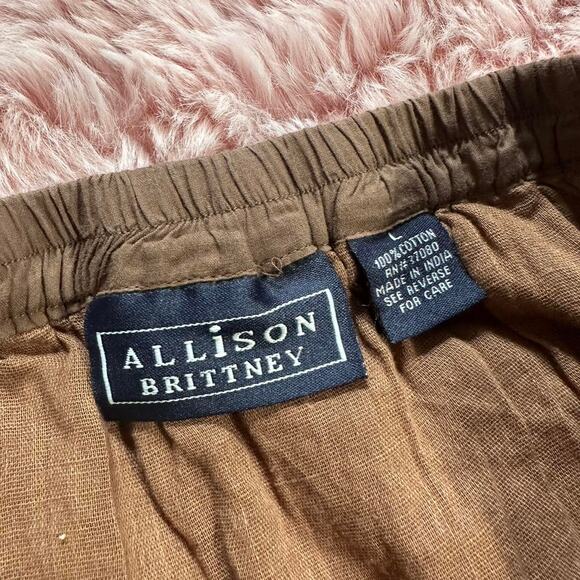 ALLiSON
BRITTNEY
L
100% COTTON
RN# 37080
MADE IN INDIA
SEE REVERSE
FOR CARE